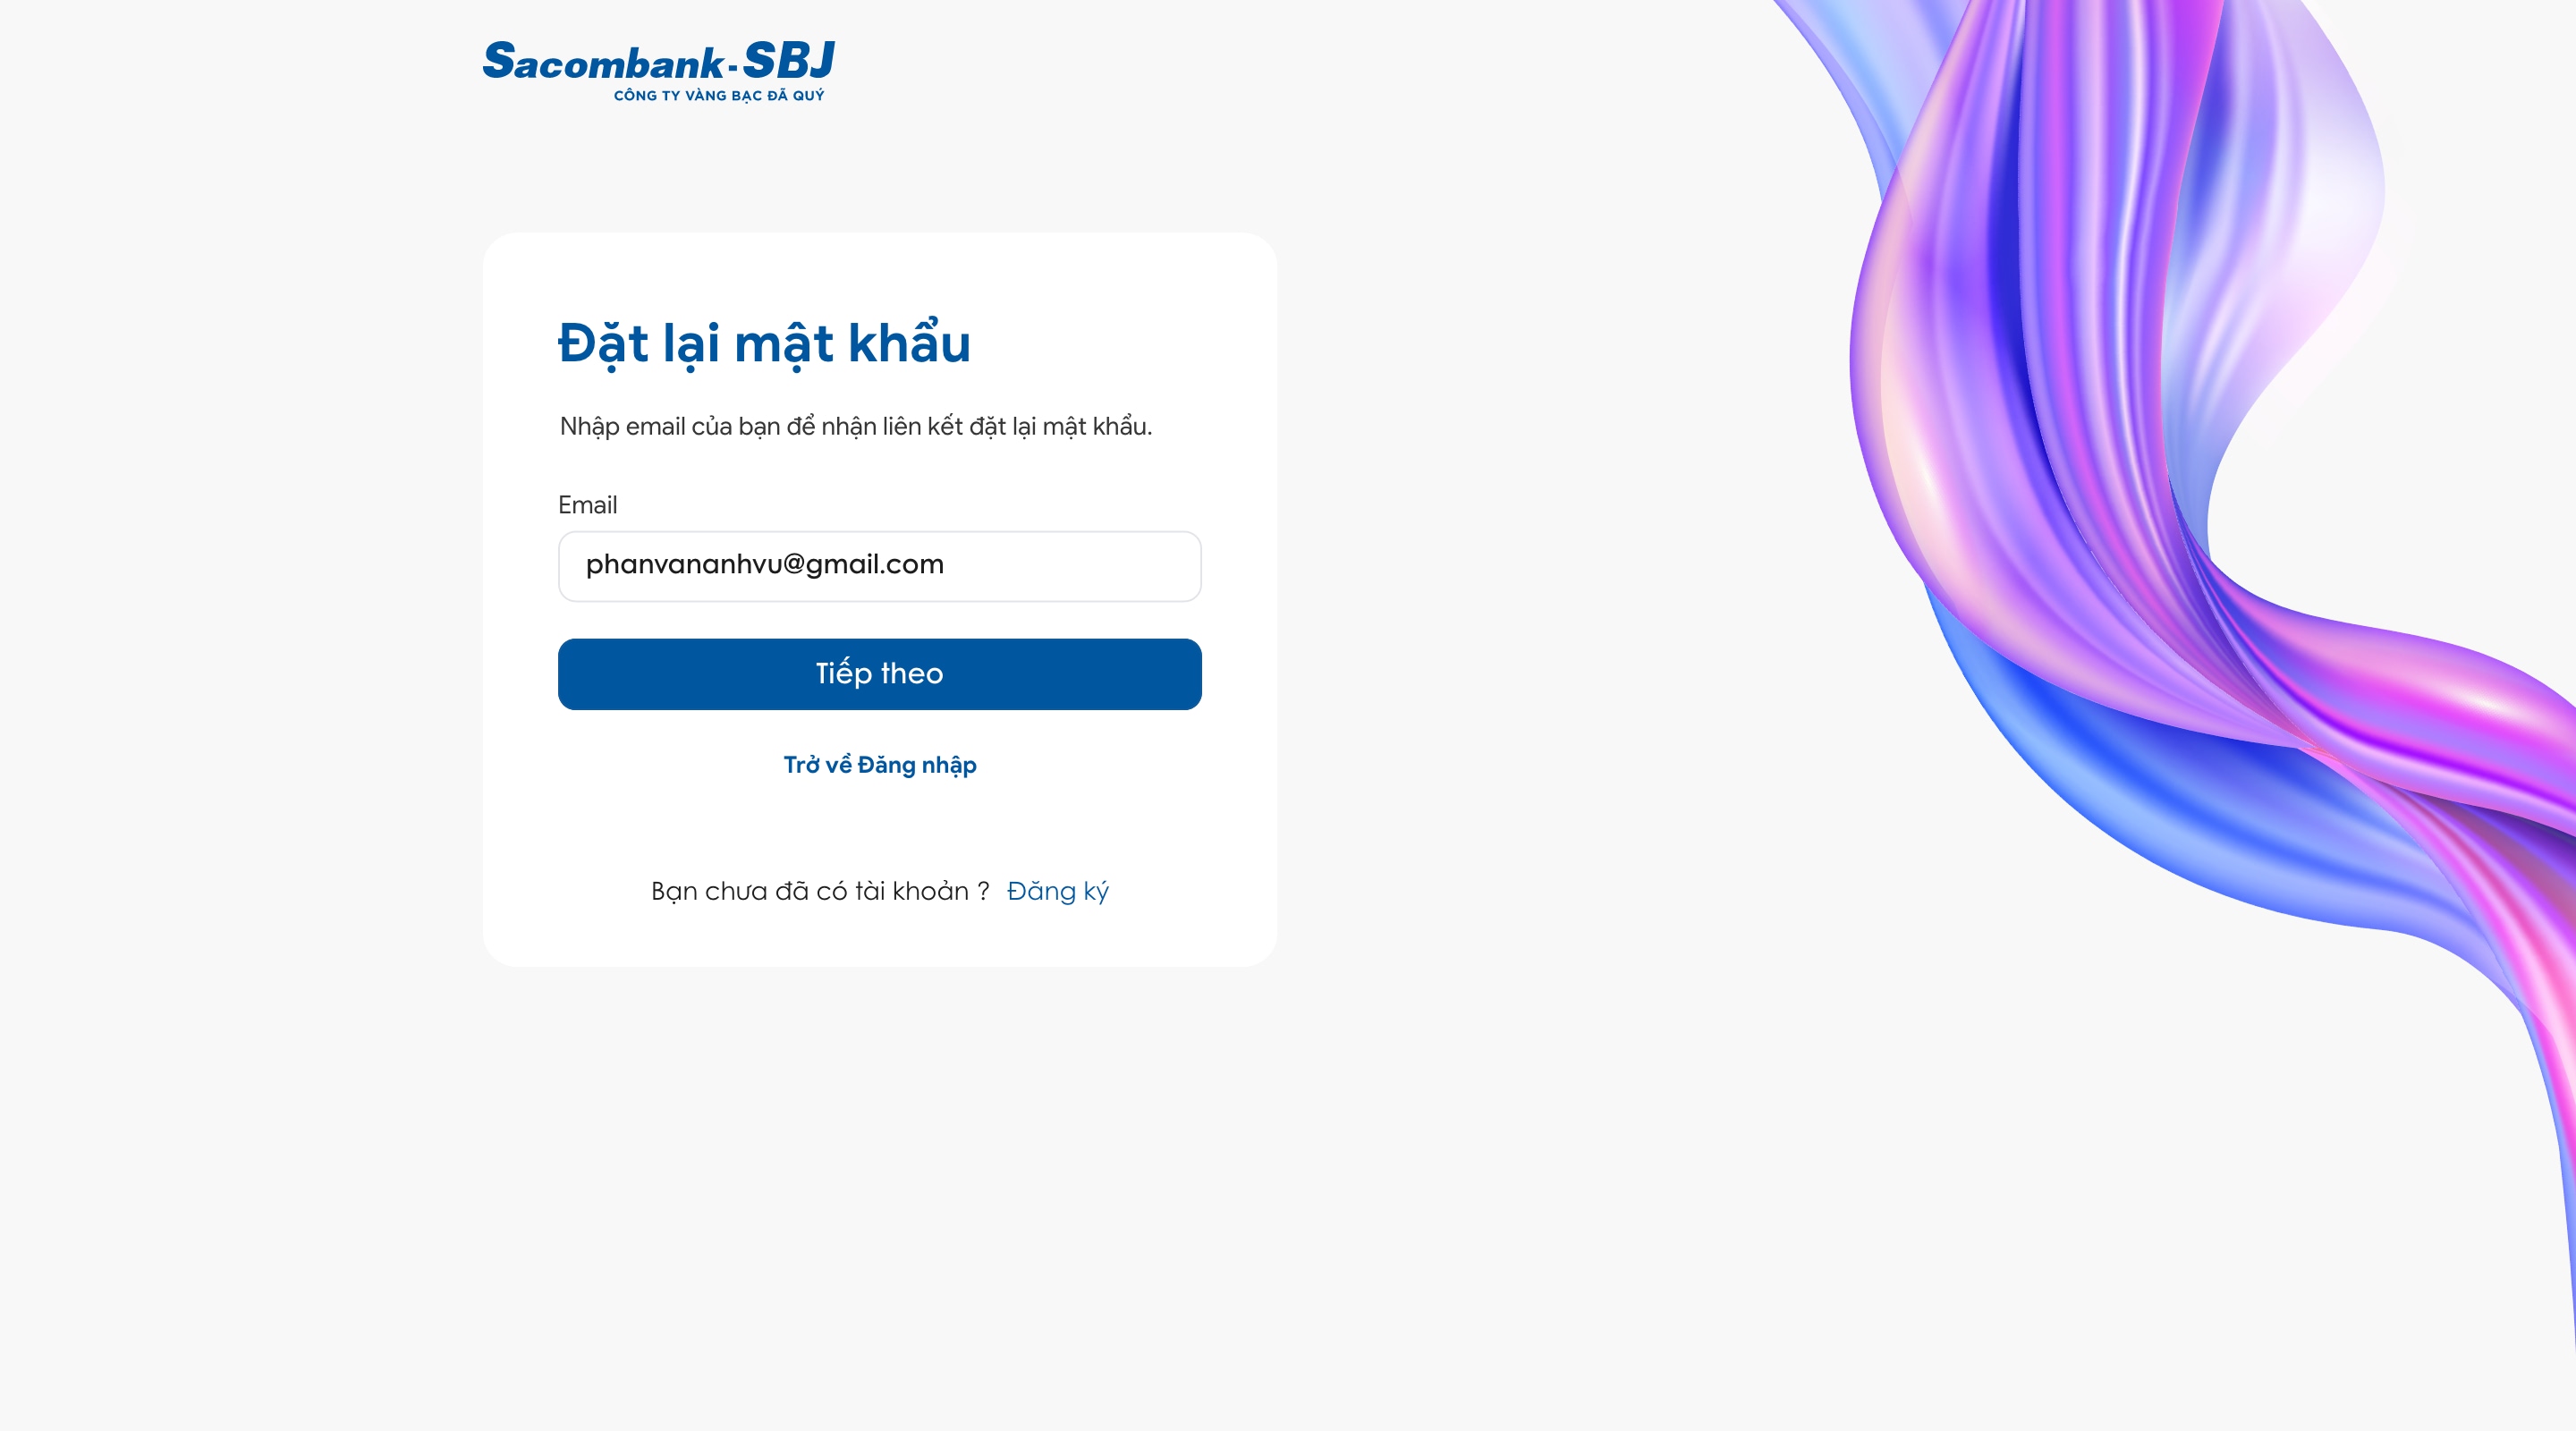 Sacombank-SBJ
CÔNG TY VÀNG BẠC ĐÃ QUÝ
Đặt lại mật khẩu
Nhập email của bạn để nhận liên kết đặt lại mật khẩu.
Email
phanvananhvu@gmail.com
Tiếp theo
Trở về Đăng nhập
Bạn chưa đã có tài khoản ? Đăng ký